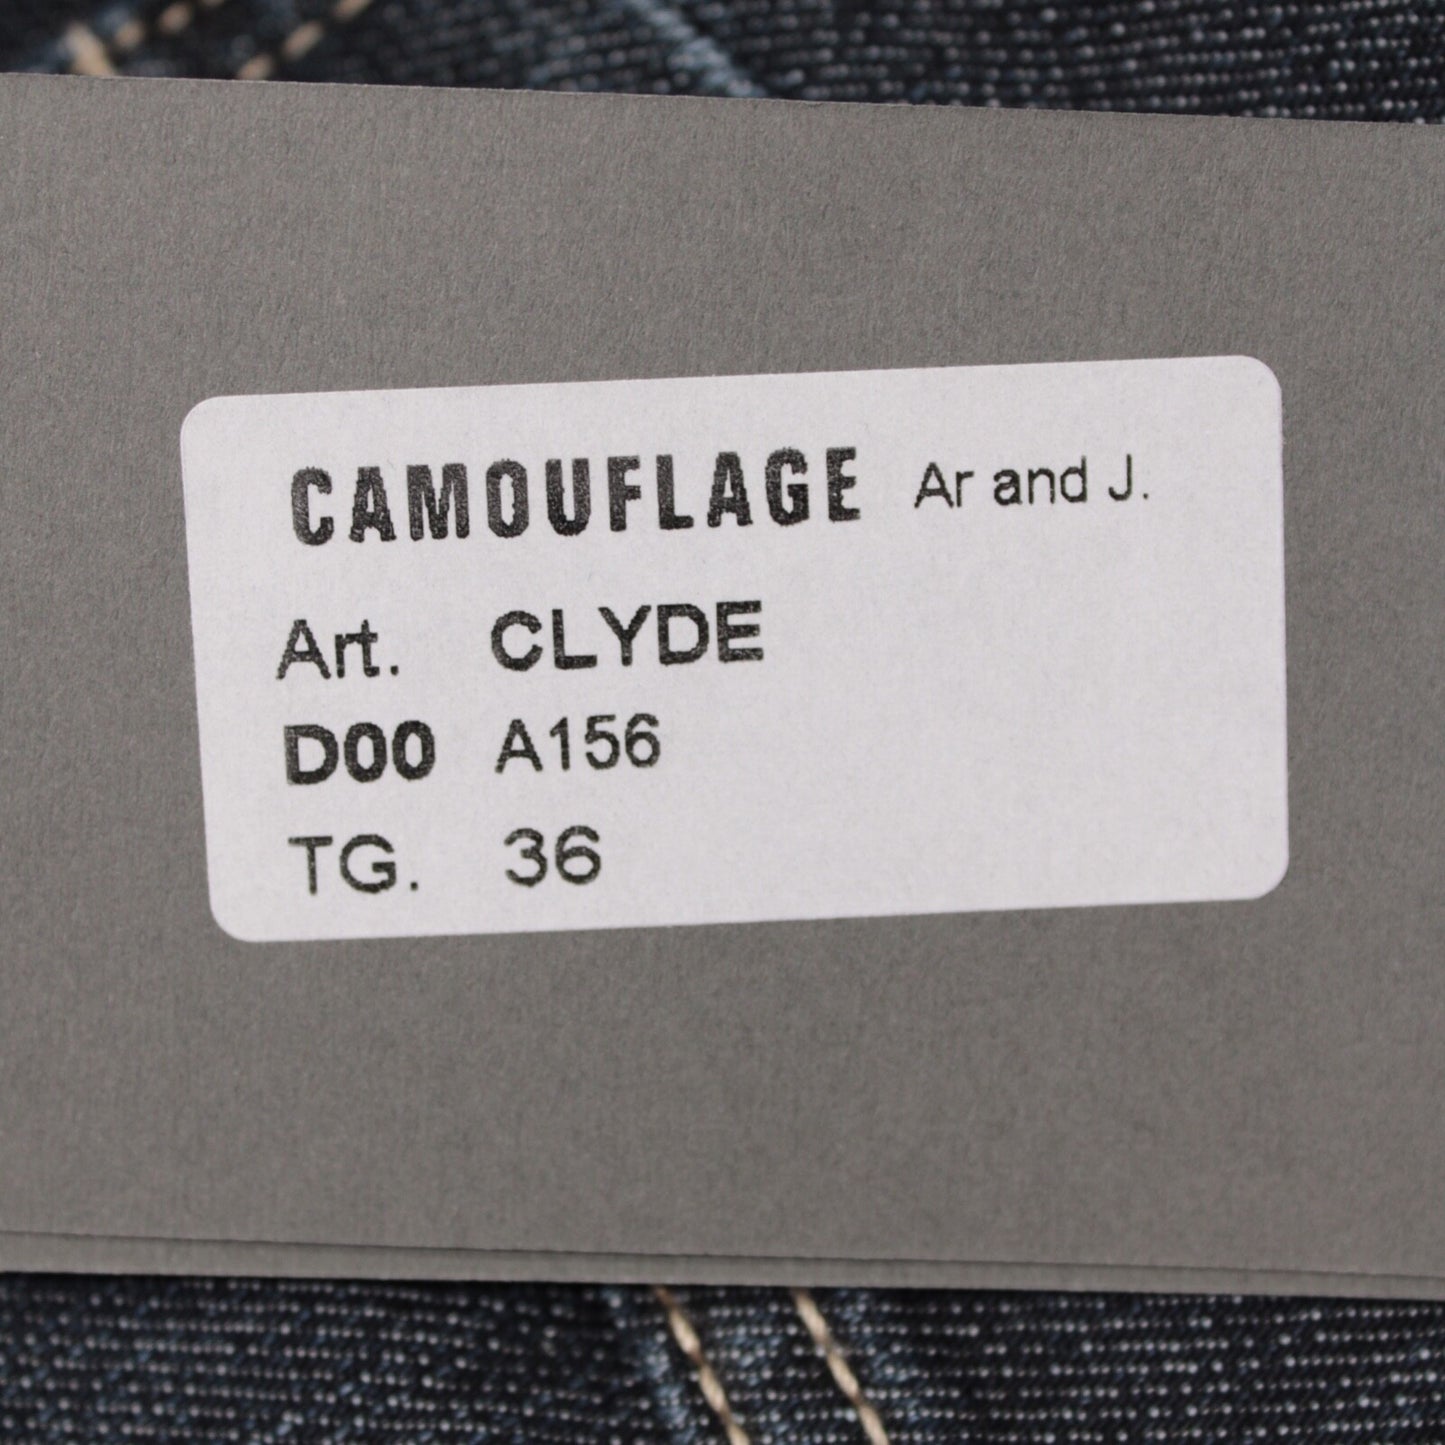 CAMOUFLAGE Ar and J.
Art. CLYDE
D00 A156
TG. 36